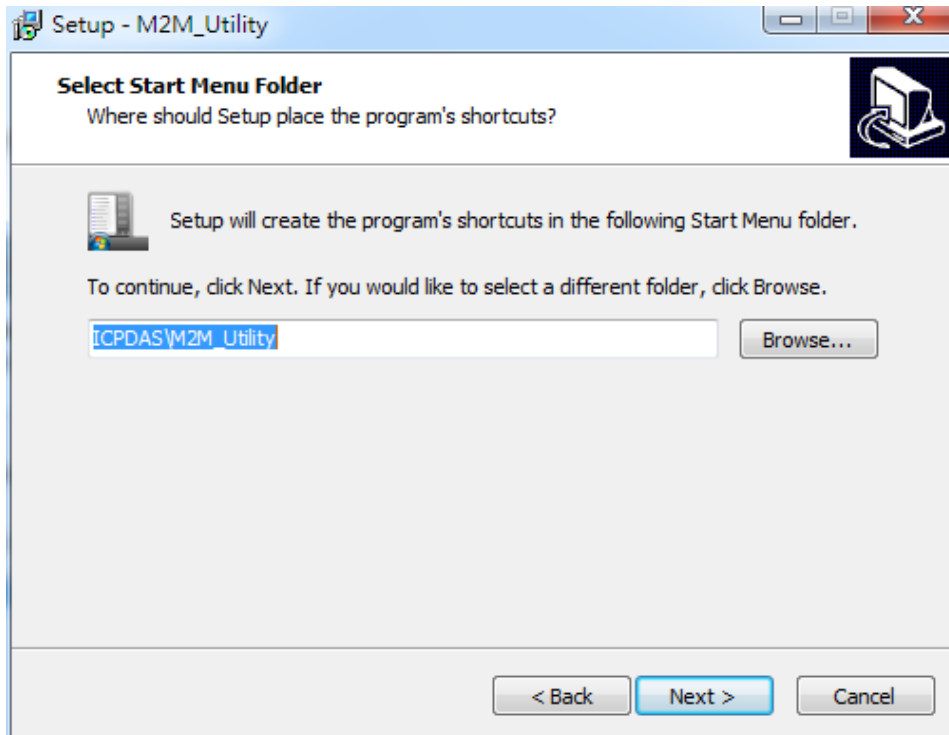 Setup - M2M_Utility
Select Start Menu Folder
Where should Setup place the program's shortcuts?
Setup will create the program's shortcuts in the following Start Menu folder.
To continue, click Next. If you would like to select a different folder, click Browse.
ICPDAS\M2M_Utility
Browse...
< Back
Next >
Cancel